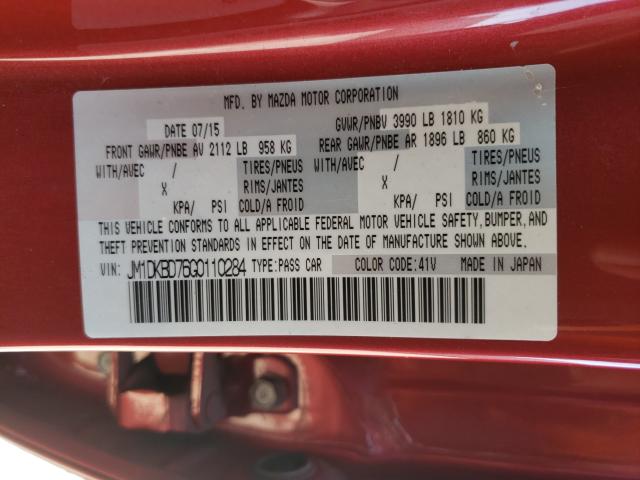 MFD. BY MAZDA MOTOR CORPORATION
DATE 07/15 GVWR/PNBV 3990 LB 1810 KG
FRONT GAWR/PNBE AV 2112 LB 958 KG REAR GAWR/PNBE AR 1896 LB 860 KG
WITH/AVEC / TIRES/PNEUS WITH/AVEC / TIRES/PNEUS
X RIMS/JANTES X RIMS/JANTES
KPA/ PSI COLD/A FROID KPA/ PSI COLD/A FROID
THIS VEHICLE CONFORMS TO ALL APPLICABLE FEDERAL MOTOR VEHICLE SAFETY, BUMPER, AND
THEFT PREVENTION STANDARDS IN EFFECT ON THE DATE OF MANUFACTURE SHOWN ABOVE.
VIN: JM1DKBD76G0110284 TYPE:PASS CAR COLOR CODE:41V MADE IN JAPAN